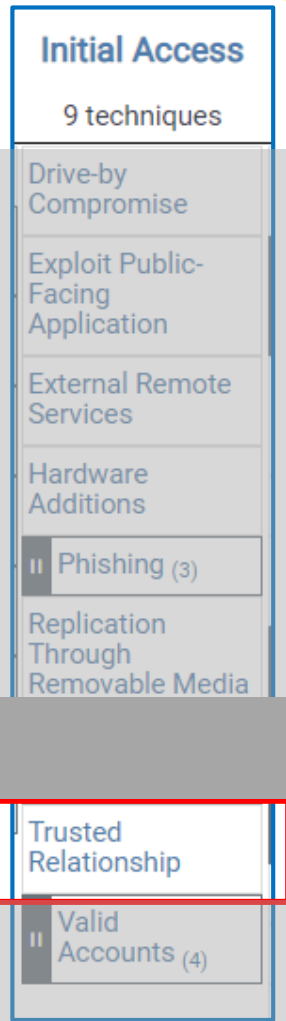 Initial Access
9 techniques
Drive-by
Compromise
Exploit Public-
Facing
Application
External Remote
Services
Hardware
Additions
Phishing (3)
Replication
Through
Removable Media
Trusted
Relationship
Valid
Accounts (4)